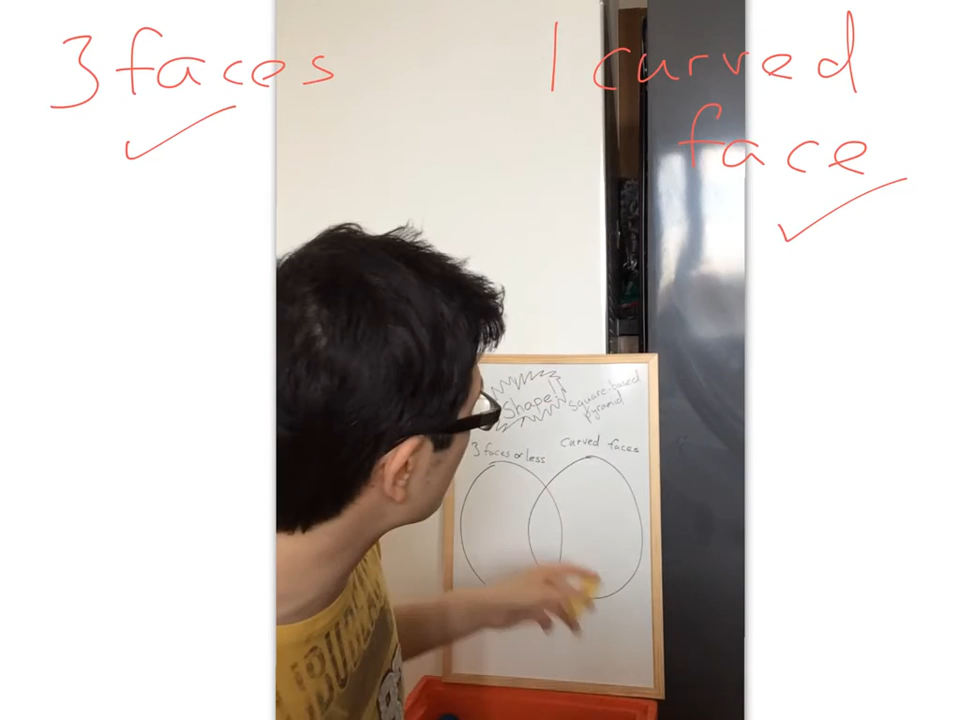 3 faces
1 curved
face
Shape!
Square-based
pyramid
3 faces or less
curved faces